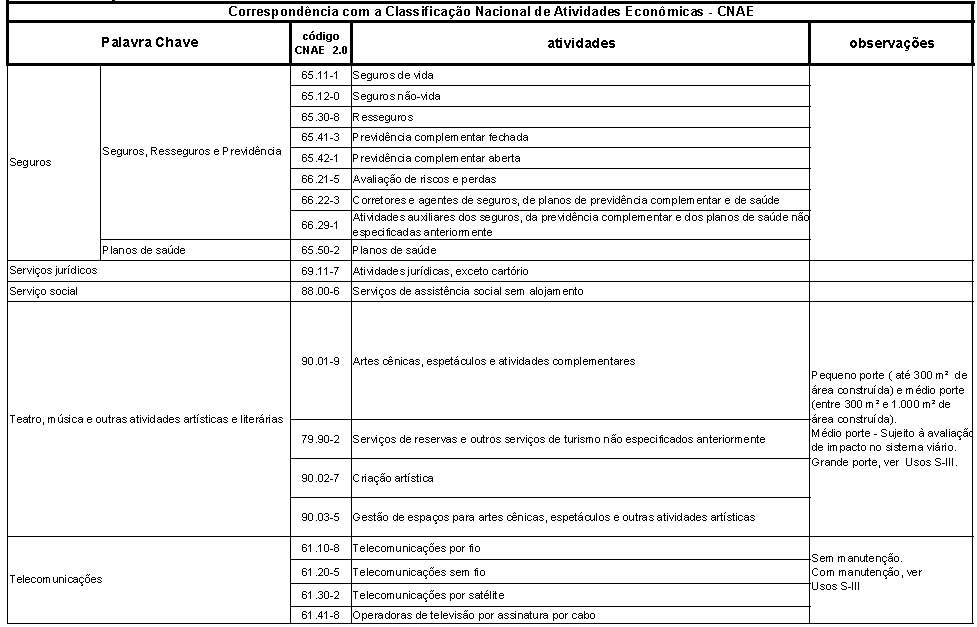 Correspondência com a Classificação Nacional de Atividades Econômicas - CNAE
Palavra Chave
código
CNAE 2.0
atividades
observações
Seguros
Seguros, Resseguros e Previdência
65.11-1 Seguros de vida
65.12-0 Seguros não-vida
65.30-8 Resseguros
65.41-3 Previdência complementar fechada
65.42-1 Previdência complementar aberta
66.21-5 Avaliação de riscos e perdas
66.22-3 Corretores e agentes de seguros, de planos de previdência complementar e de saúde
66.29-1 Atividades auxiliares dos seguros, da previdência complementar e dos planos de saúde não
especificadas anteriormente
Planos de saúde 65.50-2 Planos de saúde
Serviços jurídicos 69.11-7 Atividades jurídicas, exceto cartório
Serviço social 88.00-6 Serviços de assistência social sem alojamento
Teatro, música e outras atividades artísticas e literárias
90.01-9 Artes cênicas, espetáculos e atividades complementares
79.90-2 Serviços de reservas e outros serviços de turismo não especificados anteriormente
90.02-7 Criação artística
90.03-5 Gestão de espaços para artes cênicas, espetáculos e outras atividades artísticas
Pequeno porte ( até 300 m² de
área construída) e médio porte
(entre 300 m² e 1.000 m² de
área construída).
Médio porte - Sujeito à avaliação
de impacto no sistema viário.
Grande porte, ver Usos S-III.
Telecomunicações
61.10-8 Telecomunicações por fio
61.20-5 Telecomunicações sem fio
61.30-2 Telecomunicações por satélite
61.41-8 Operadoras de televisão por assinatura por cabo
Sem manutenção.
Com manutenção, ver
Usos S-III